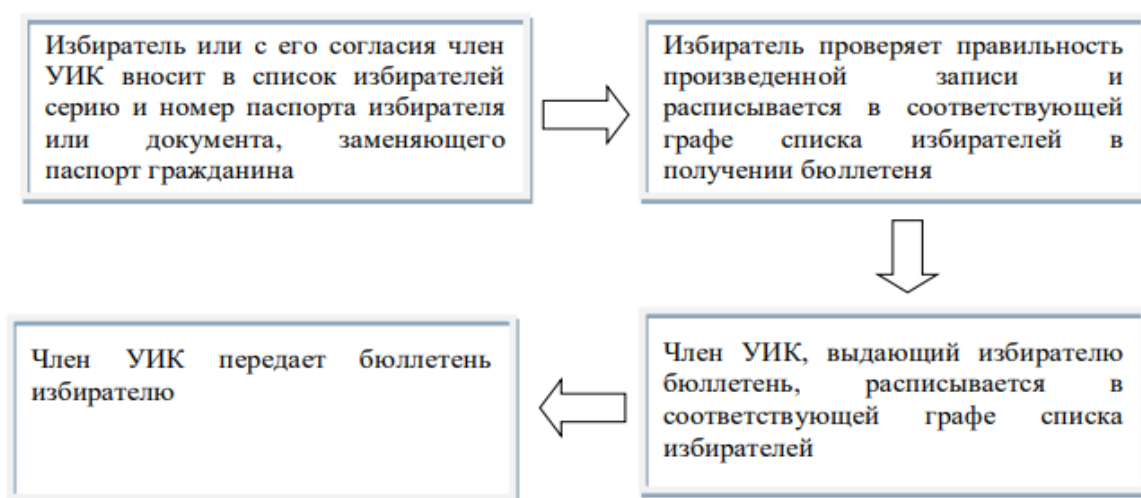 Избиратель или с его согласия член
УИК вносит в список избирателей
серию и номер паспорта избирателя
или документа, заменяющего
паспорт гражданина
Избиратель проверяет правильность
произведенной записи и
расписывается в соответствующей
графе списка избирателей в
получении бюллетеня
Член УИК, выдающий избирателю
бюллетень, расписывается в
соответствующей графе списка
избирателей
Член УИК передает бюллетень
избирателю